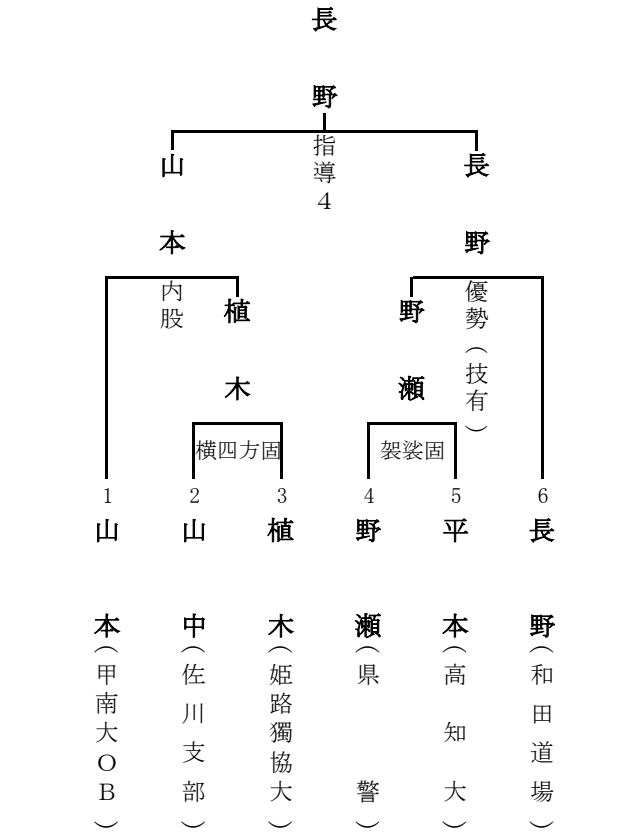 長野
指導４
山本
長野
内股
優勢（技有）
植木
野瀬
横四方固
袈裟固
1
2
3
4
5
6
山本（甲南大ＯＢ）
山中（佐川支部）
植木（姫路獨協大）
野瀬（県警）
平本（高知大）
長野（和田道場）